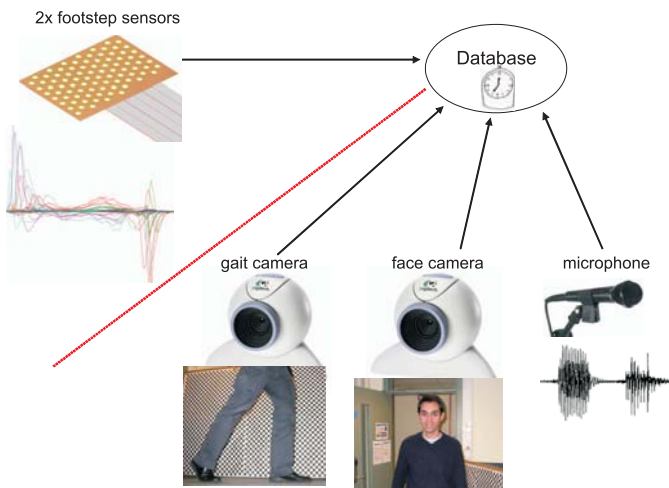 2x footstep sensors
Database
gait camera
face camera
microphone